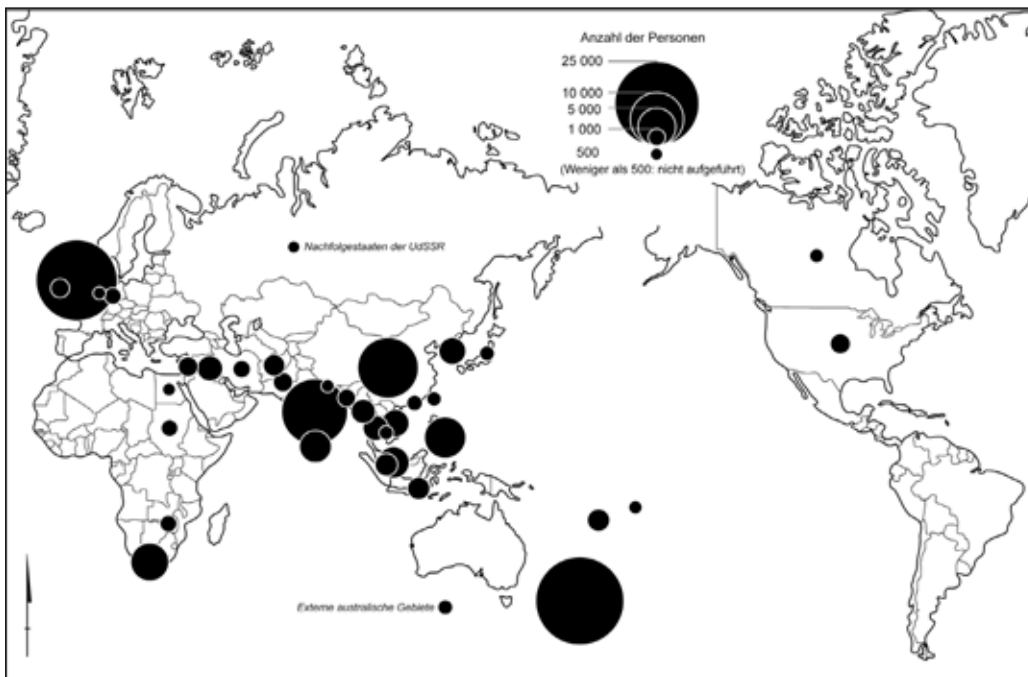 Anzahl der Personen
25 000
10 000
5 000
1 000
500
(Weniger als 500: nicht aufgeführt)
Nachfolgestaaten der UdSSR
Externe australische Gebiete